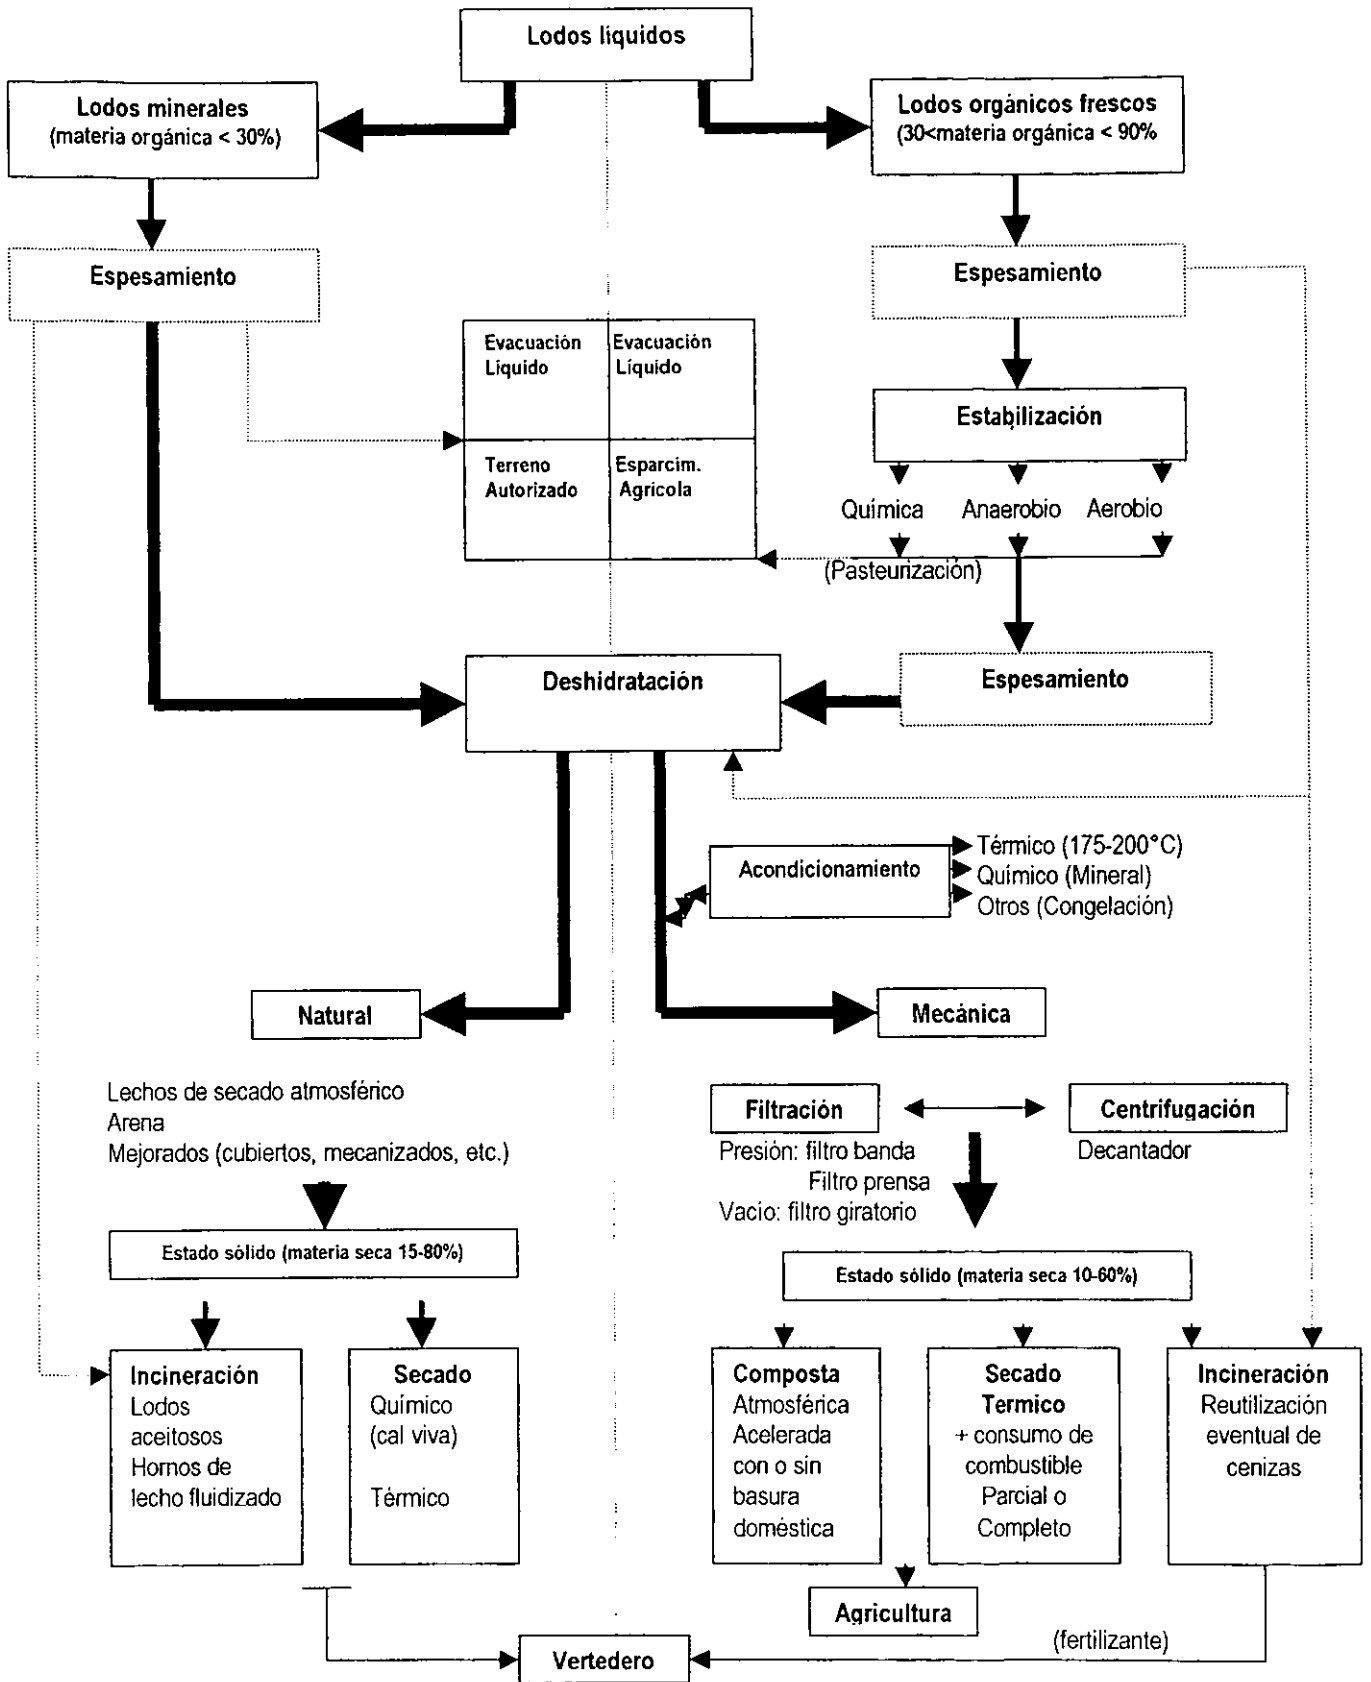 Lodos líquidos
Lodos minerales
(materia orgánica < 30%)
Lodos orgánicos frescos
(30<materia orgánica < 90%
Espesamiento
Espesamiento
Evacuación
Líquido
Evacuación
Líquido
Terreno
Autorizado
Esparcim.
Agrícola
Estabilización
Química
Anaerobio
Aerobio
(Pasteurización)
Deshidratación
Espesamiento
Acondicionamiento
Térmico (175-200°C)
Químico (Mineral)
Otros (Congelación)
Natural
Mecánica
Lechos de secado atmosférico
Arena
Mejorados (cubiertos, mecanizados, etc.)
Filtración
Centrifugación
Presión: filtro banda
Filtro prensa
Vacio: filtro giratorio
Decantador
Estado sólido (materia seca 15-80%)
Estado sólido (materia seca 10-60%)
Incineración
Lodos
aceitosos
Hornos de
lecho fluidizado
Secado
Químico
(cal viva)
Térmico
Composta
Atmosférica
Acelerada
con o sin
basura
doméstica
Secado
Termico
+ consumo de
combustible
Parcial o
Completo
Incineración
Reutilización
eventual de
cenizas
Agricultura
(fertilizante)
Vertedero